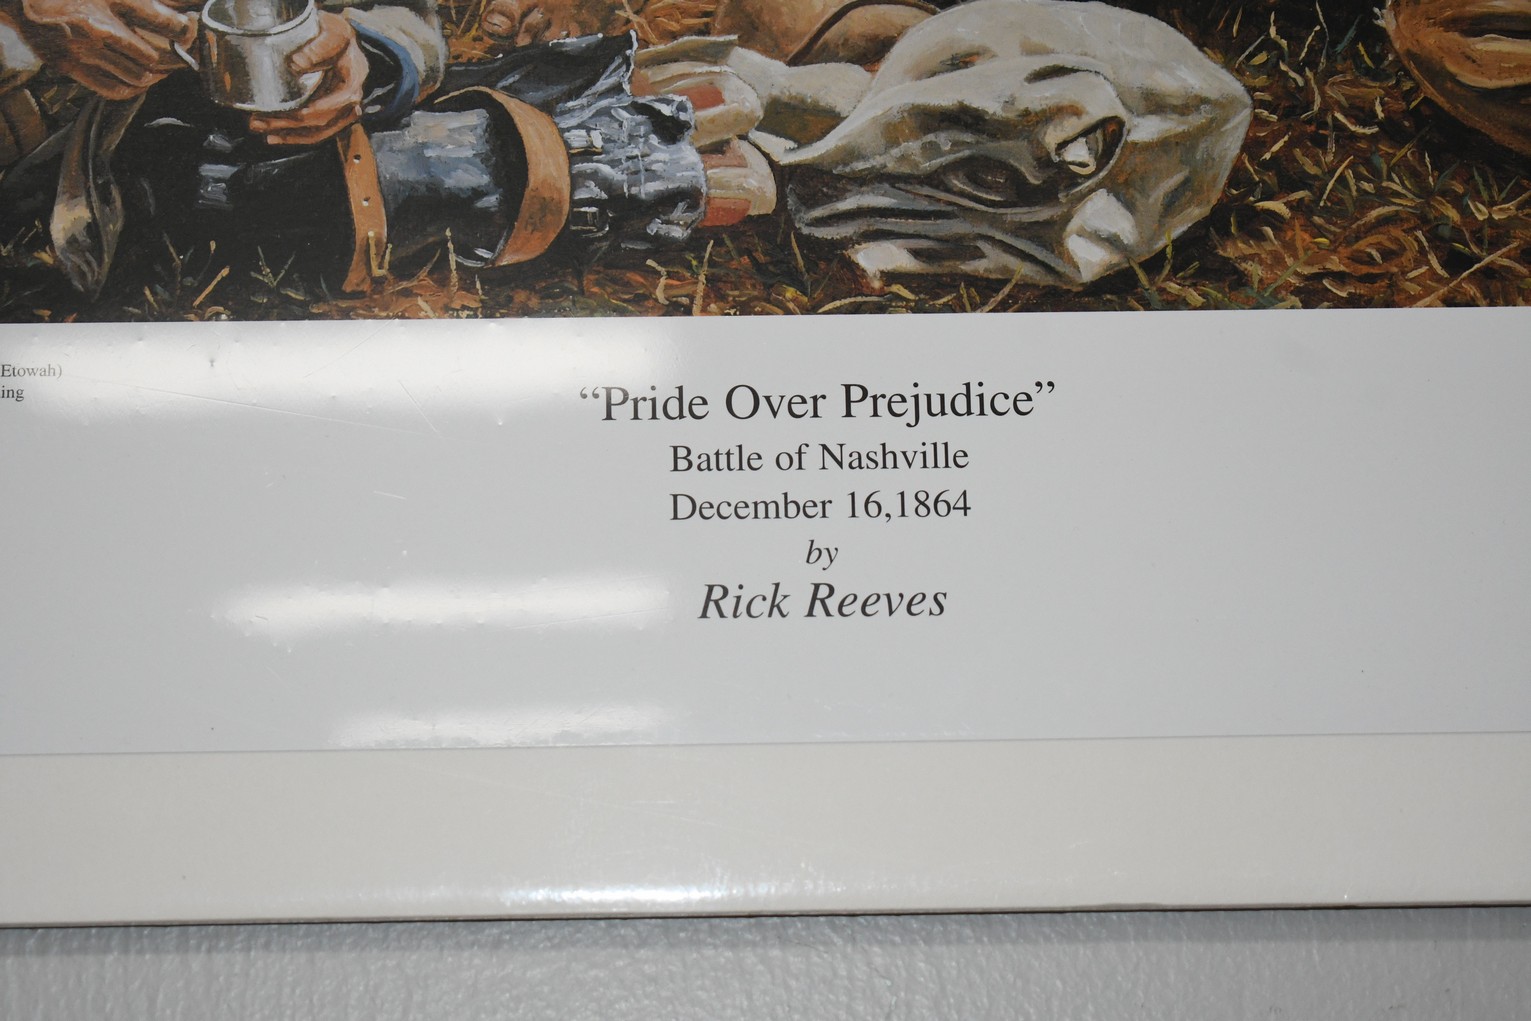 Etowah)
ing
“Pride Over Prejudice”
Battle of Nashville
December 16,1864
by
Rick Reeves